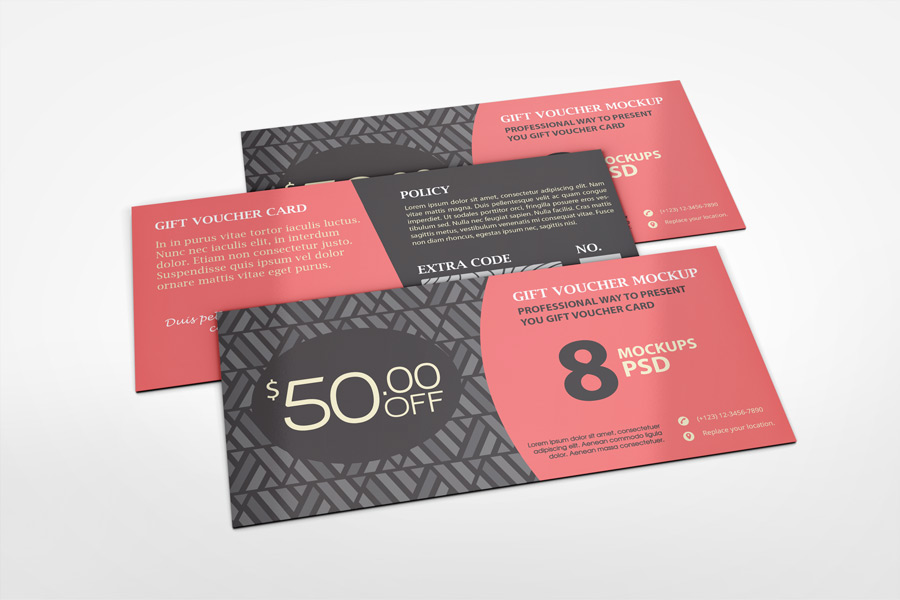 GIFT VOUCHER MOCKUP
PROFESSIONAL WAY TO PRESENT
YOU GIFT VOUCHER CARD
MOCKUPS
(+123) 12-3456-7890
Replace your location.
GIFT VOUCHER CARD
In in purus vitae tortor iaculis luctus.
Nunc nec iaculis elit, in interdum
dolor. Etiam consectetur justo.
Suspendisse quis ipsum vel dolor
ornare mattis vitae eget purus.
Duis
POLICY
Lorem ipsum dolor sit amet, consectetur adipiscing elit. Nam
vitae mattis magna. Duis pellentesque velit ac quam congue
imperdiet. Ut sodales porttitor orci, fringilla posuere eros ves-
tibulum sed. Nulla nec feugiat sapien. Nulla facilisi. Cras mattis
sagittis metus, vestibulum venenatis mi consequat vitae. Fusce
non diam rhoncus, egestas ipsum nec, sagittis nisi.
EXTRA CODE
NO.
$50.00
OFF
GIFT VOUCHER MOCKUP
PROFESSIONAL WAY TO PRESENT
YOU GIFT VOUCHER CARD
8 MOCKUPS
PSD
Lorem ipsum dolor sit amet, consectetuer
adipiscing elit. Aenean commodo ligula
dolor. Aenean massa consectetuer.
(+123) 12-3456-7890
Replace your location.